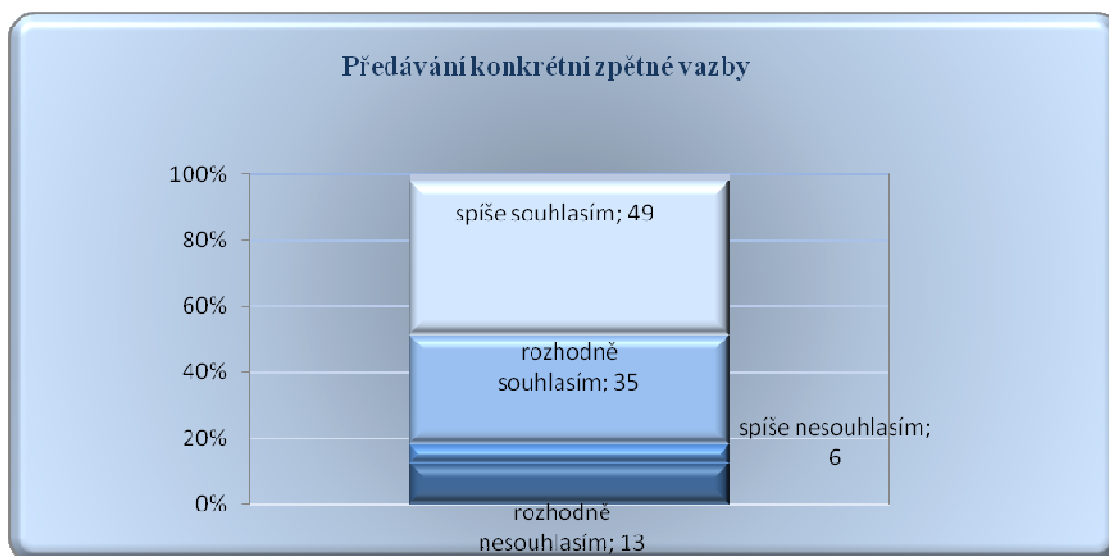 Předávání konkrétní zpětné vazby
100%
80%
60%
40%
20%
0%
spíše souhlasím; 49
rozhodně
souhlasím; 35
spíše nesouhlasím;
6
rozhodně
nesouhlasím; 13